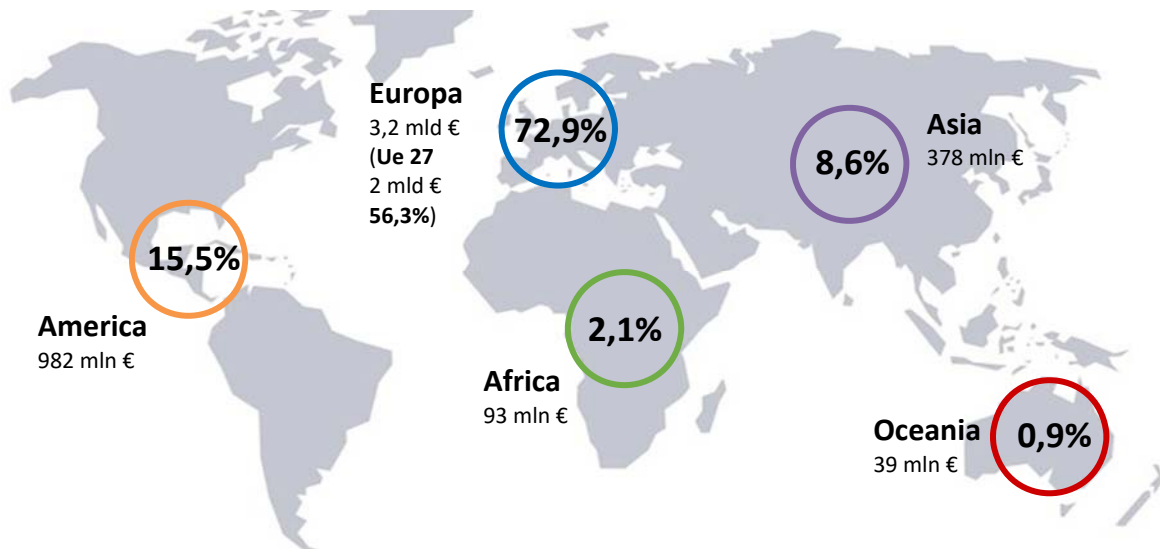 Europa
3,2 mld €
(Ue 27
2 mld €
56,3%)
72,9%
Asia
378 mln €
8,6%
15,5%
America
982 mln €
2,1%
Africa
93 mln €
Oceania
39 mln €
0,9%